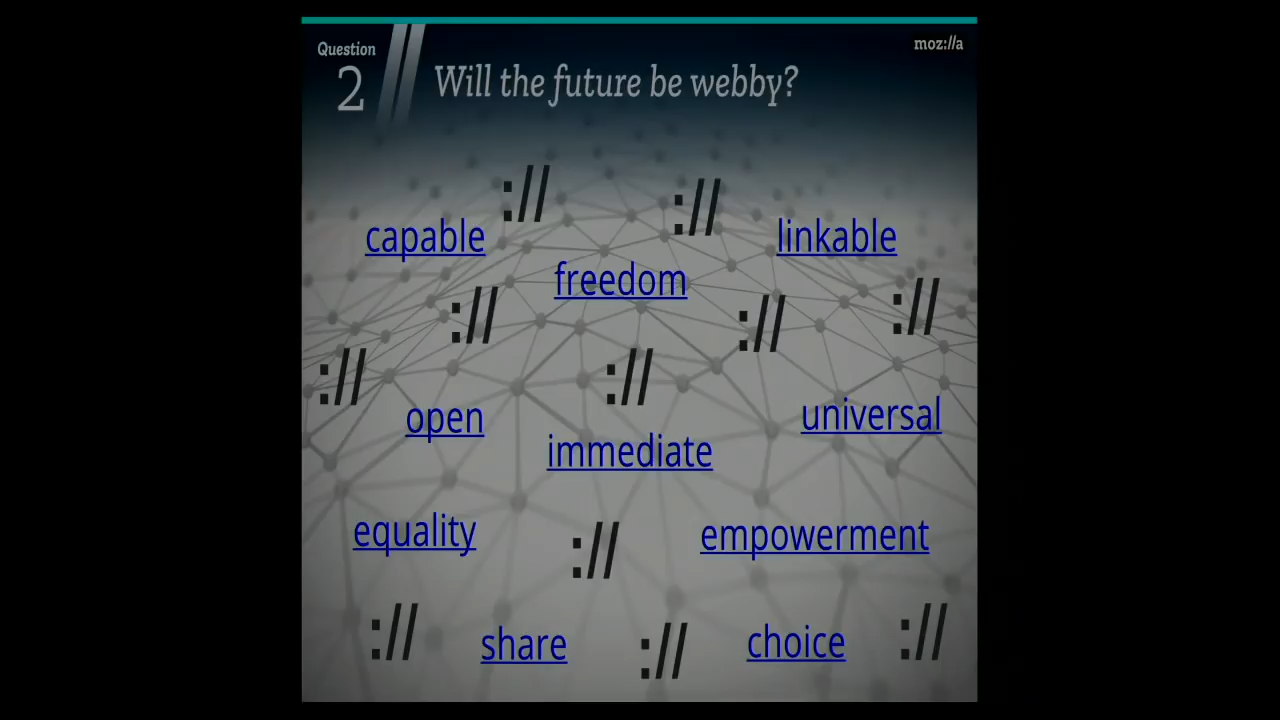 Question
2
Will the future be webby?
moz://a
://
://
capable
linkable
freedom
://
://
://
://
://
open
universal
immediate
equality
empowerment
://
://
share
://
choice
://